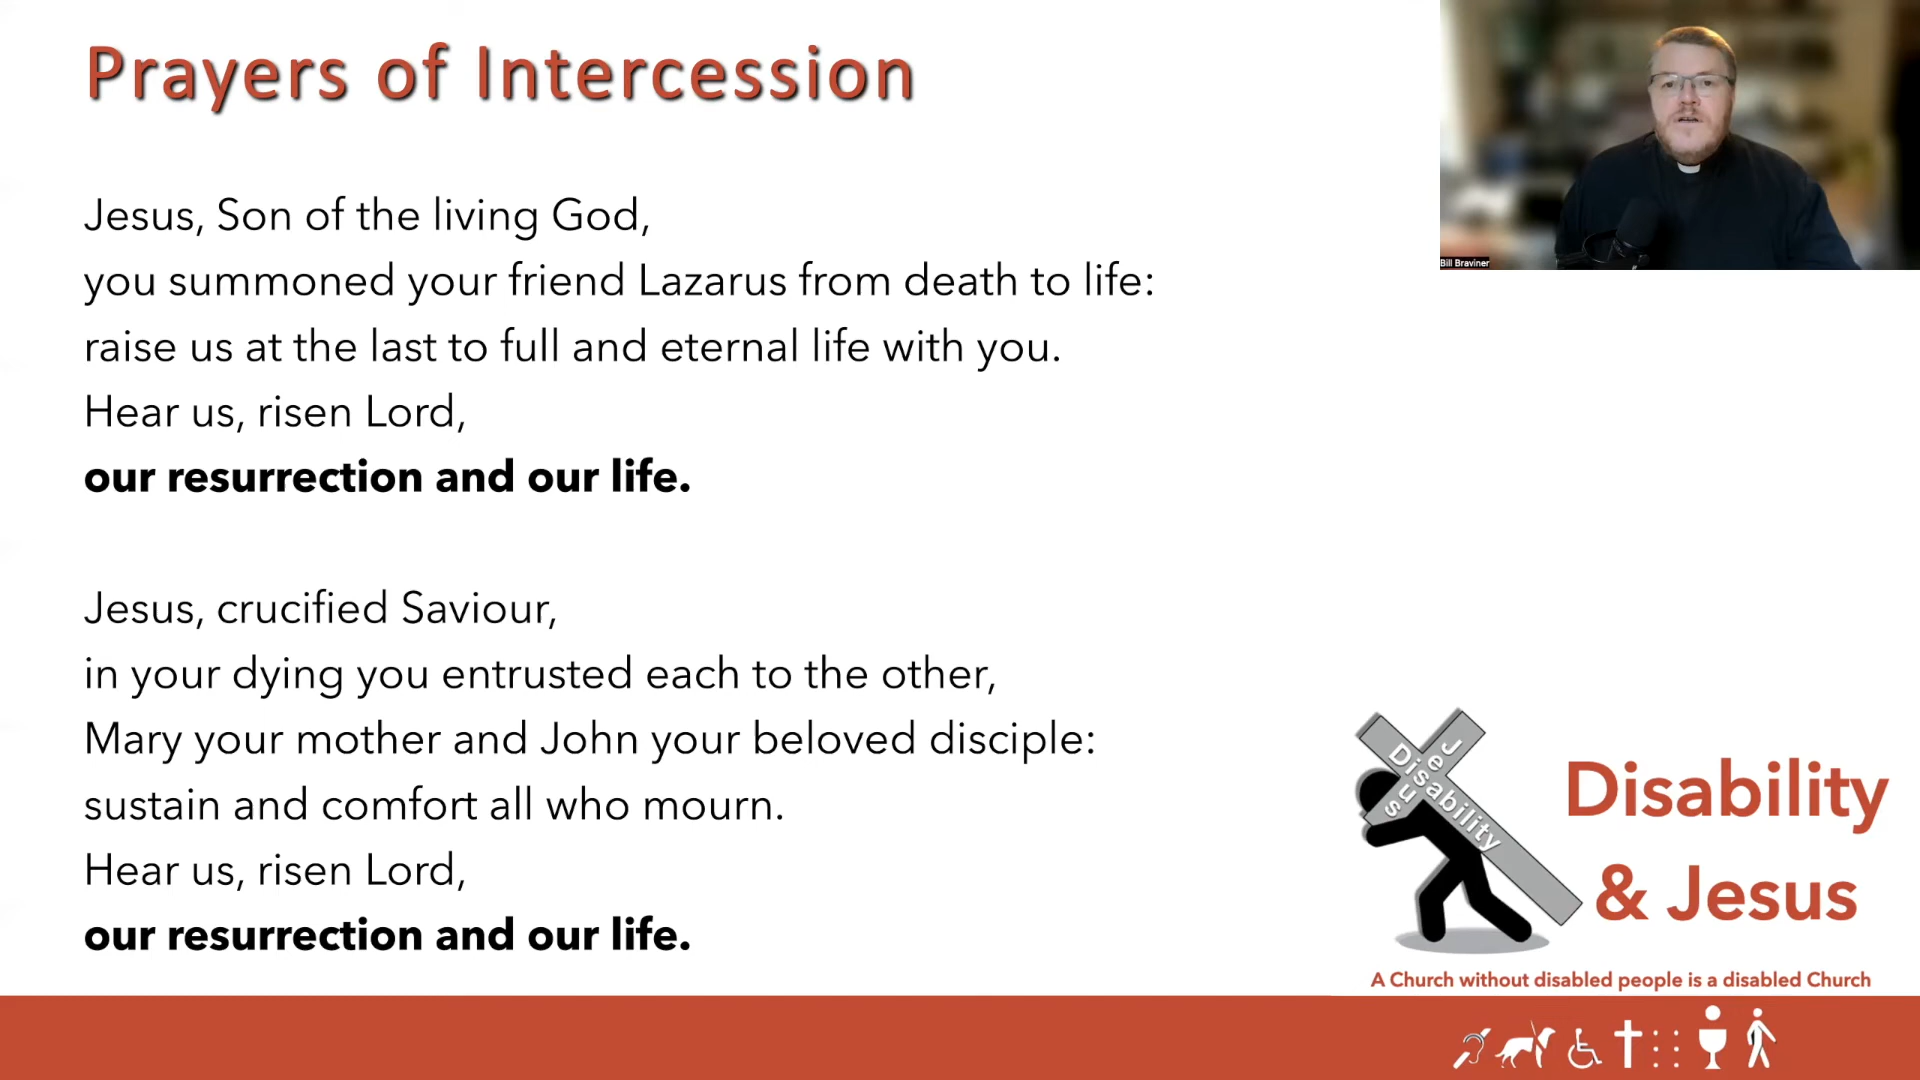 Prayers of Intercession
Jesus, Son of the living God,
you summoned your friend Lazarus from death to life:
raise us at the last to full and eternal life with you.
Hear us, risen Lord,
our resurrection and our life.
Jesus, crucified Saviour,
in your dying you entrusted each to the other,
Mary your mother and John your beloved disciple:
sustain and comfort all who mourn.
Hear us, risen Lord,
our resurrection and our life.
Bill Braviner
Jesus
Disability
Disability
& Jesus
A Church without disabled people is a disabled Church